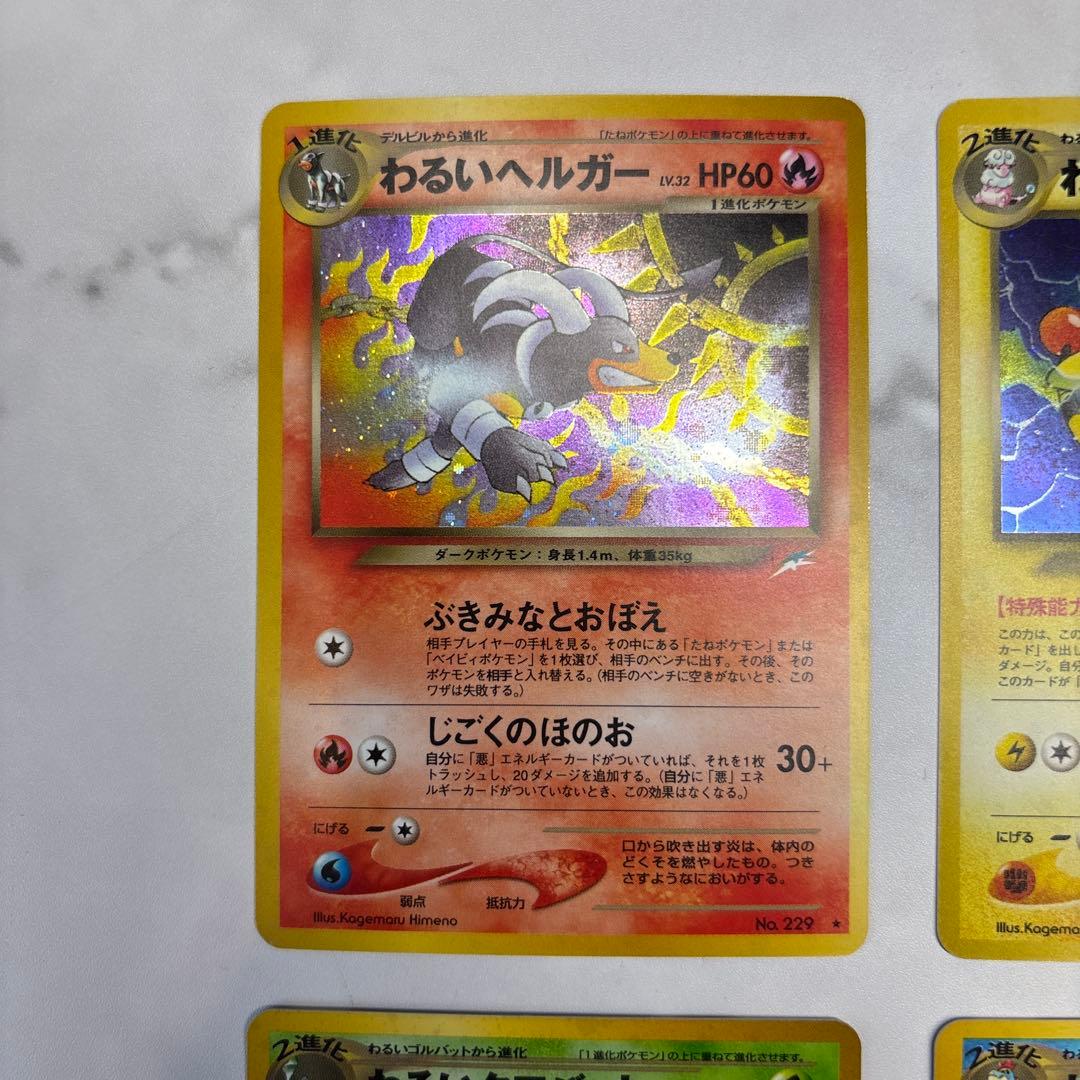 1進化
デルビルから進化
「たねポケモン」の上に重ねて進化させます。
わるいヘルガー LV.32 HP60
1進化ポケモン
ダークポケモン：身長1.4m、体重35kg
ぶきみなとおぼえ
相手プレイヤーの手札を見る。その中にある「たねポケモン」または
「ベイビィポケモン」を1枚選び、相手のベンチに出す。その後、その
ポケモンを相手と入れ替える。（相手のベンチに空きがないとき、この
ワザは失敗する。）
じごくのほのお
30+
自分に「悪」エネルギーカードがついていれば、それを1枚
トラッシュし、20ダメージを追加する。（自分に「悪」エネ
ルギーカードがついていないとき、この効果はなくなる。）
にげる
弱点
抵抗力
口から吹き出す炎は、体内の
どくそを燃やしたもの。つき
さすようなにおいがする。
Illus.Kagemaru Himeno
No. 229
2進化
わる
わ
【特殊能力
この力は、この
カード」を出し
ダメージ。自分
このカードが「
にげる
Illus.Kagema
2進化
わるいゴルバットから進化
「1進化ポケモン」の上に重ねて進化させます。
わるいクロバット
2進化
わる